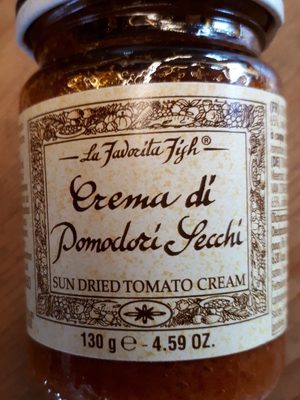 La Favorita Fish®
Crema di
Pomodori Secchi
SUN DRIED TOMATO CREAM
130 g ℮ - 4.59 OZ.